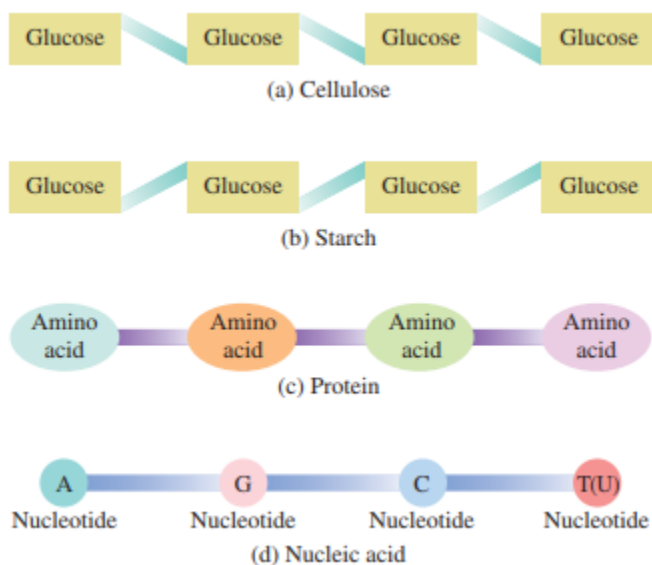 Glucose Glucose Glucose Glucose
(a) Cellulose
Glucose Glucose Glucose Glucose
(b) Starch
Amino Amino Amino Amino
acid acid acid acid
(c) Protein
A G C T(U)
Nucleotide Nucleotide Nucleotide Nucleotide
(d) Nucleic acid